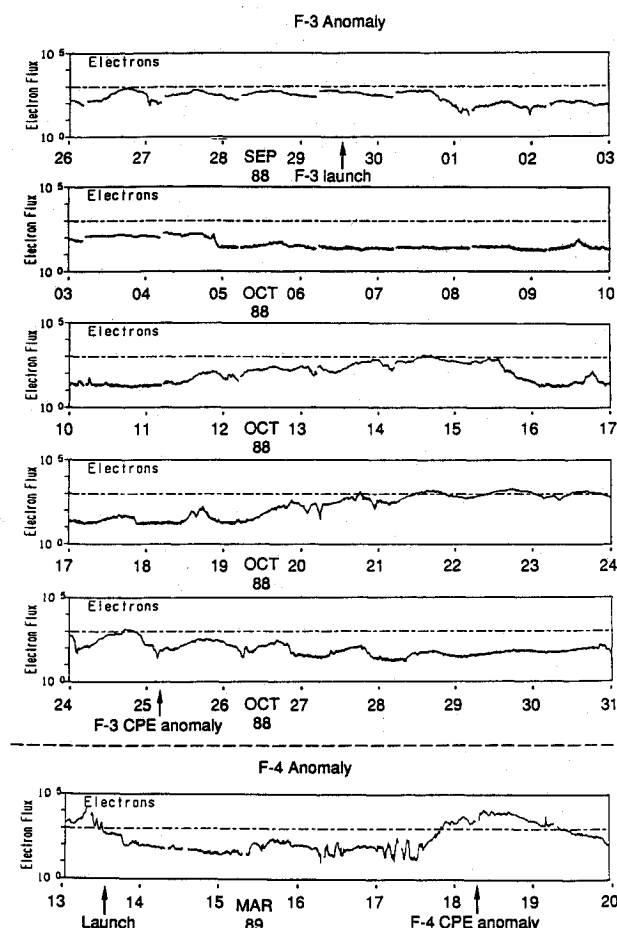 F-3 Anomaly
10 5
Electrons
Electron Flux
10 0
26 27 28 SEP 29 30 01 02 03
88 F-3 launch
10 5
Electrons
Electron Flux
10 0
03 04 05 OCT 06 07 08 09 10
88
10 5
Electrons
Electron Flux
10 0
10 11 12 OCT 13 14 15 16 17
88
10 5
Electrons
Electron Flux
10 0
17 18 19 OCT 20 21 22 23 24
88
10 5
Electrons
Electron Flux
10 0
24 25 26 OCT 27 28 29 30 31
F-3 CPE anomaly 88
F-4 Anomaly
10 5
Electrons
Electron Flux
10 0
13 14 15 MAR 16 17 18 19 20
Launch 89 F-4 CPE anomaly